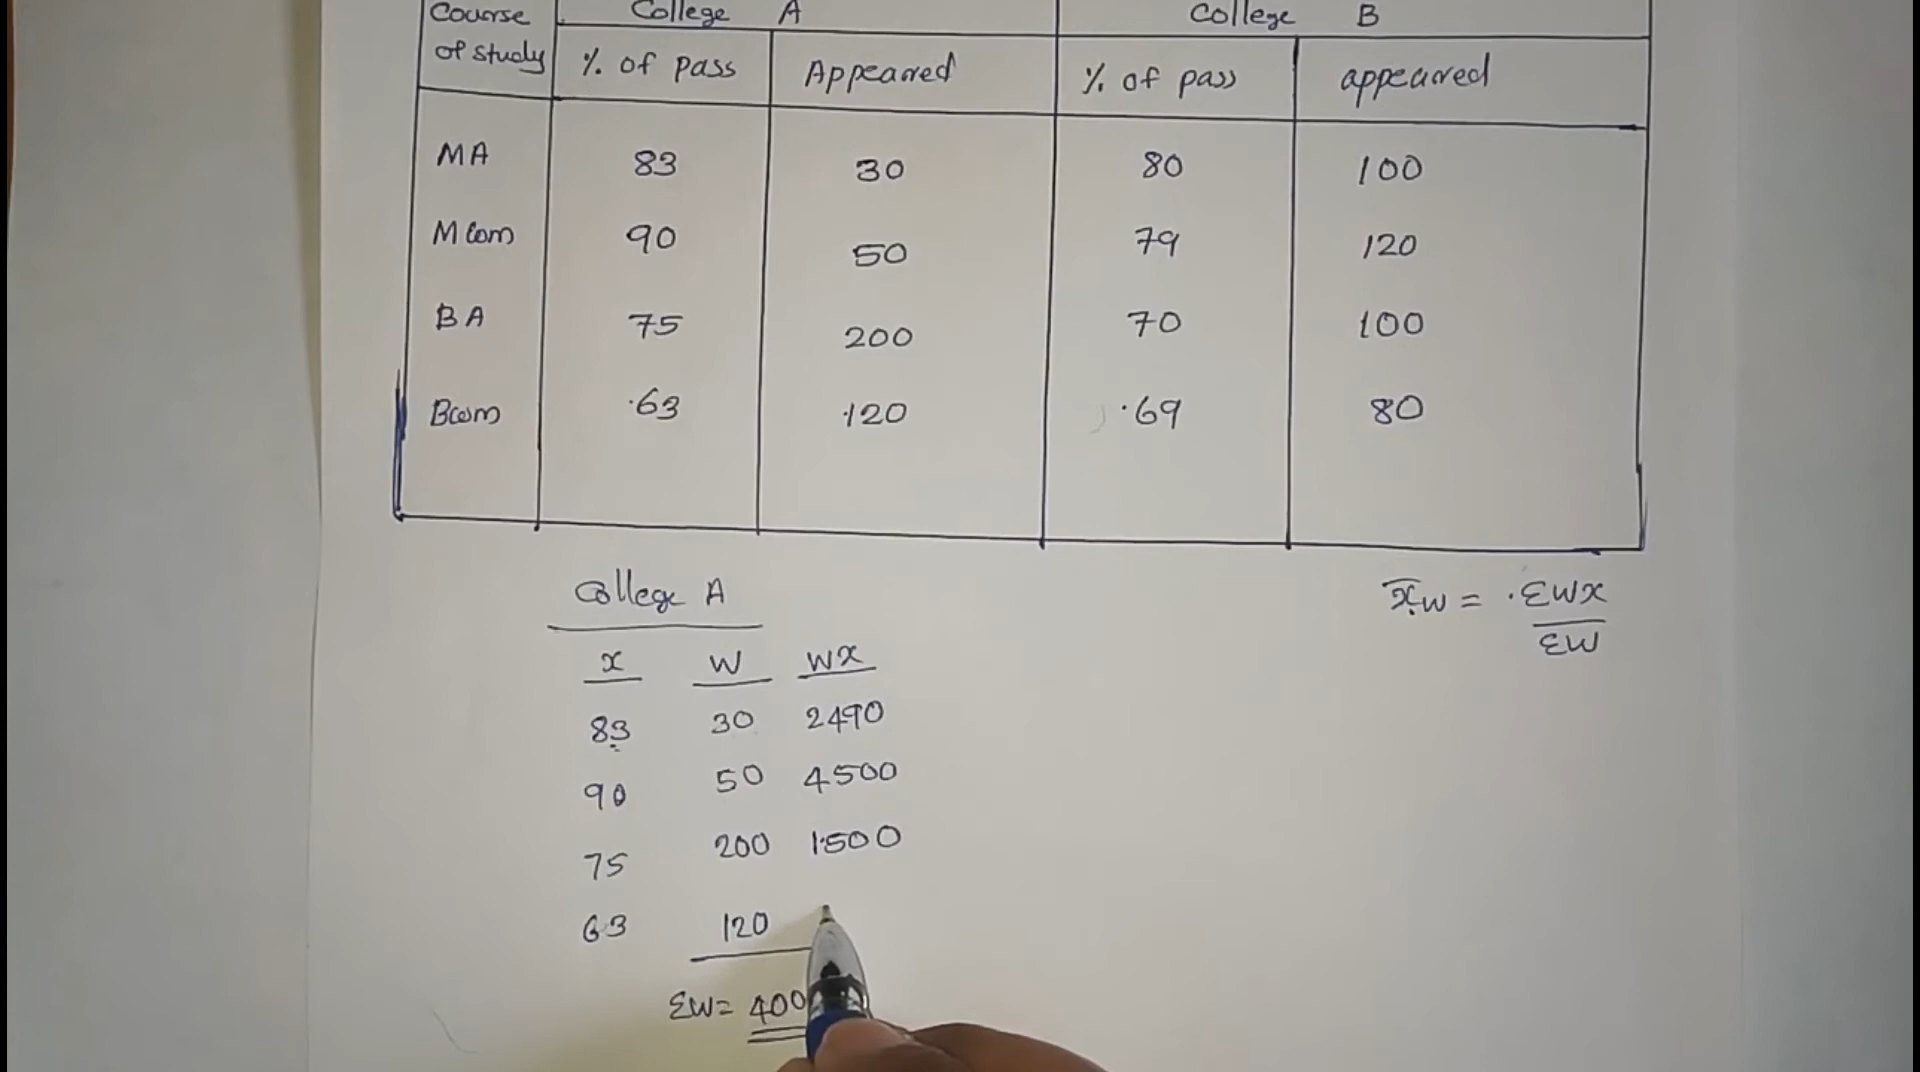 Course College A College B
of study % of pass Appeared % of pass appeared
MA 83 30 80 100
Mcom 90 50 79 120
BA 75 200 70 100
Bcom 63 120 69 80
College A
x̄w = ΣWx
ΣW
x W Wx
83 30 2490
90 50 4500
75 200 1500
63 120
ΣW= 400